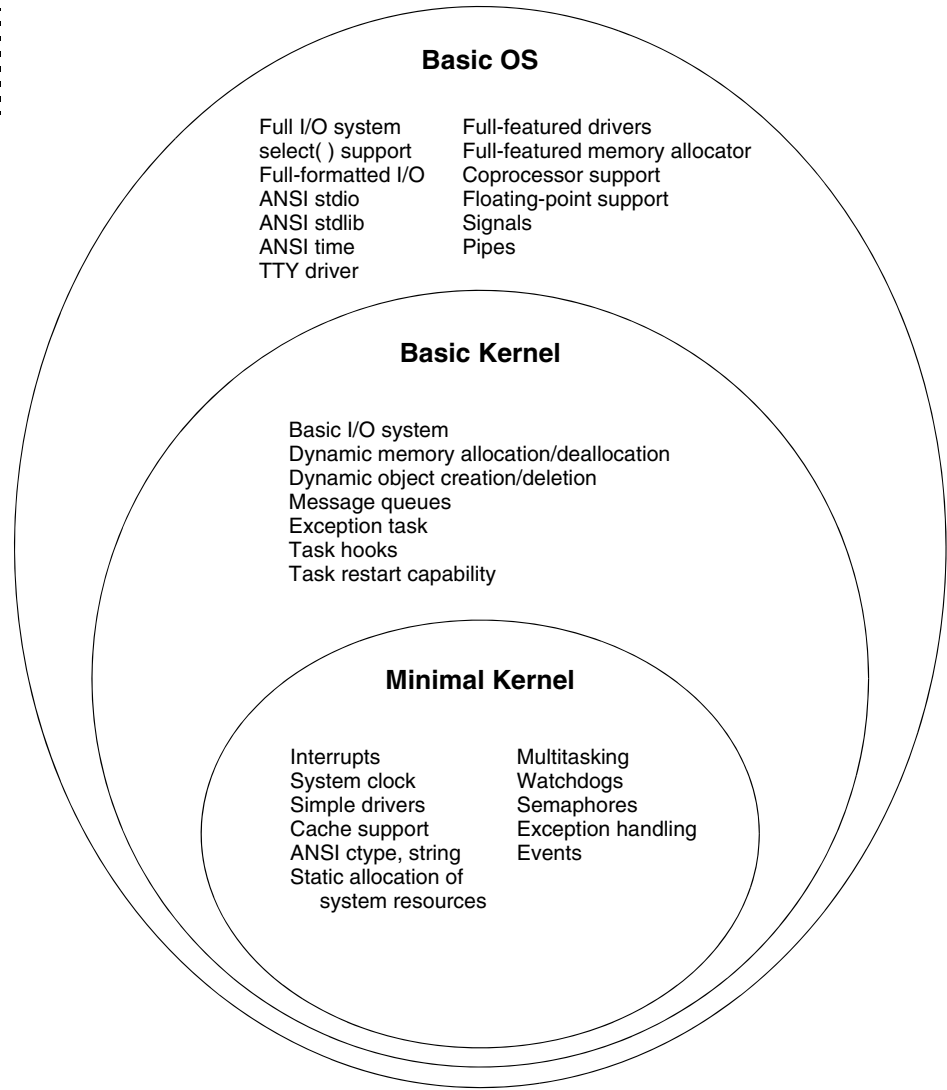 Basic OS
Full I/O system
select( ) support
Full-formatted I/O
ANSI stdio
ANSI stdlib
ANSI time
TTY driver
Full-featured drivers
Full-featured memory allocator
Coprocessor support
Floating-point support
Signals
Pipes
Basic Kernel
Basic I/O system
Dynamic memory allocation/deallocation
Dynamic object creation/deletion
Message queues
Exception task
Task hooks
Task restart capability
Minimal Kernel
Interrupts
System clock
Simple drivers
Cache support
ANSI ctype, string
Static allocation of
system resources
Multitasking
Watchdogs
Semaphores
Exception handling
Events